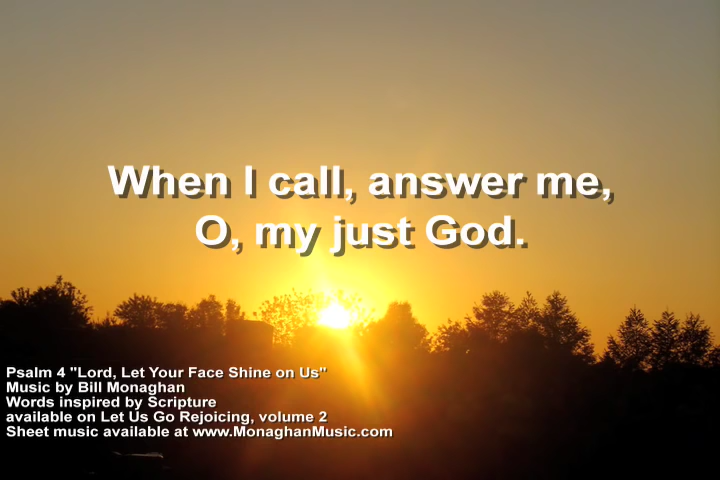 When I call, answer me,
O, my just God.
Psalm 4 "Lord, Let Your Face Shine on Us"
Music by Bill Monaghan
Words inspired by Scripture
available on Let Us Go Rejoicing, volume 2
Sheet music available at www.MonaghanMusic.com